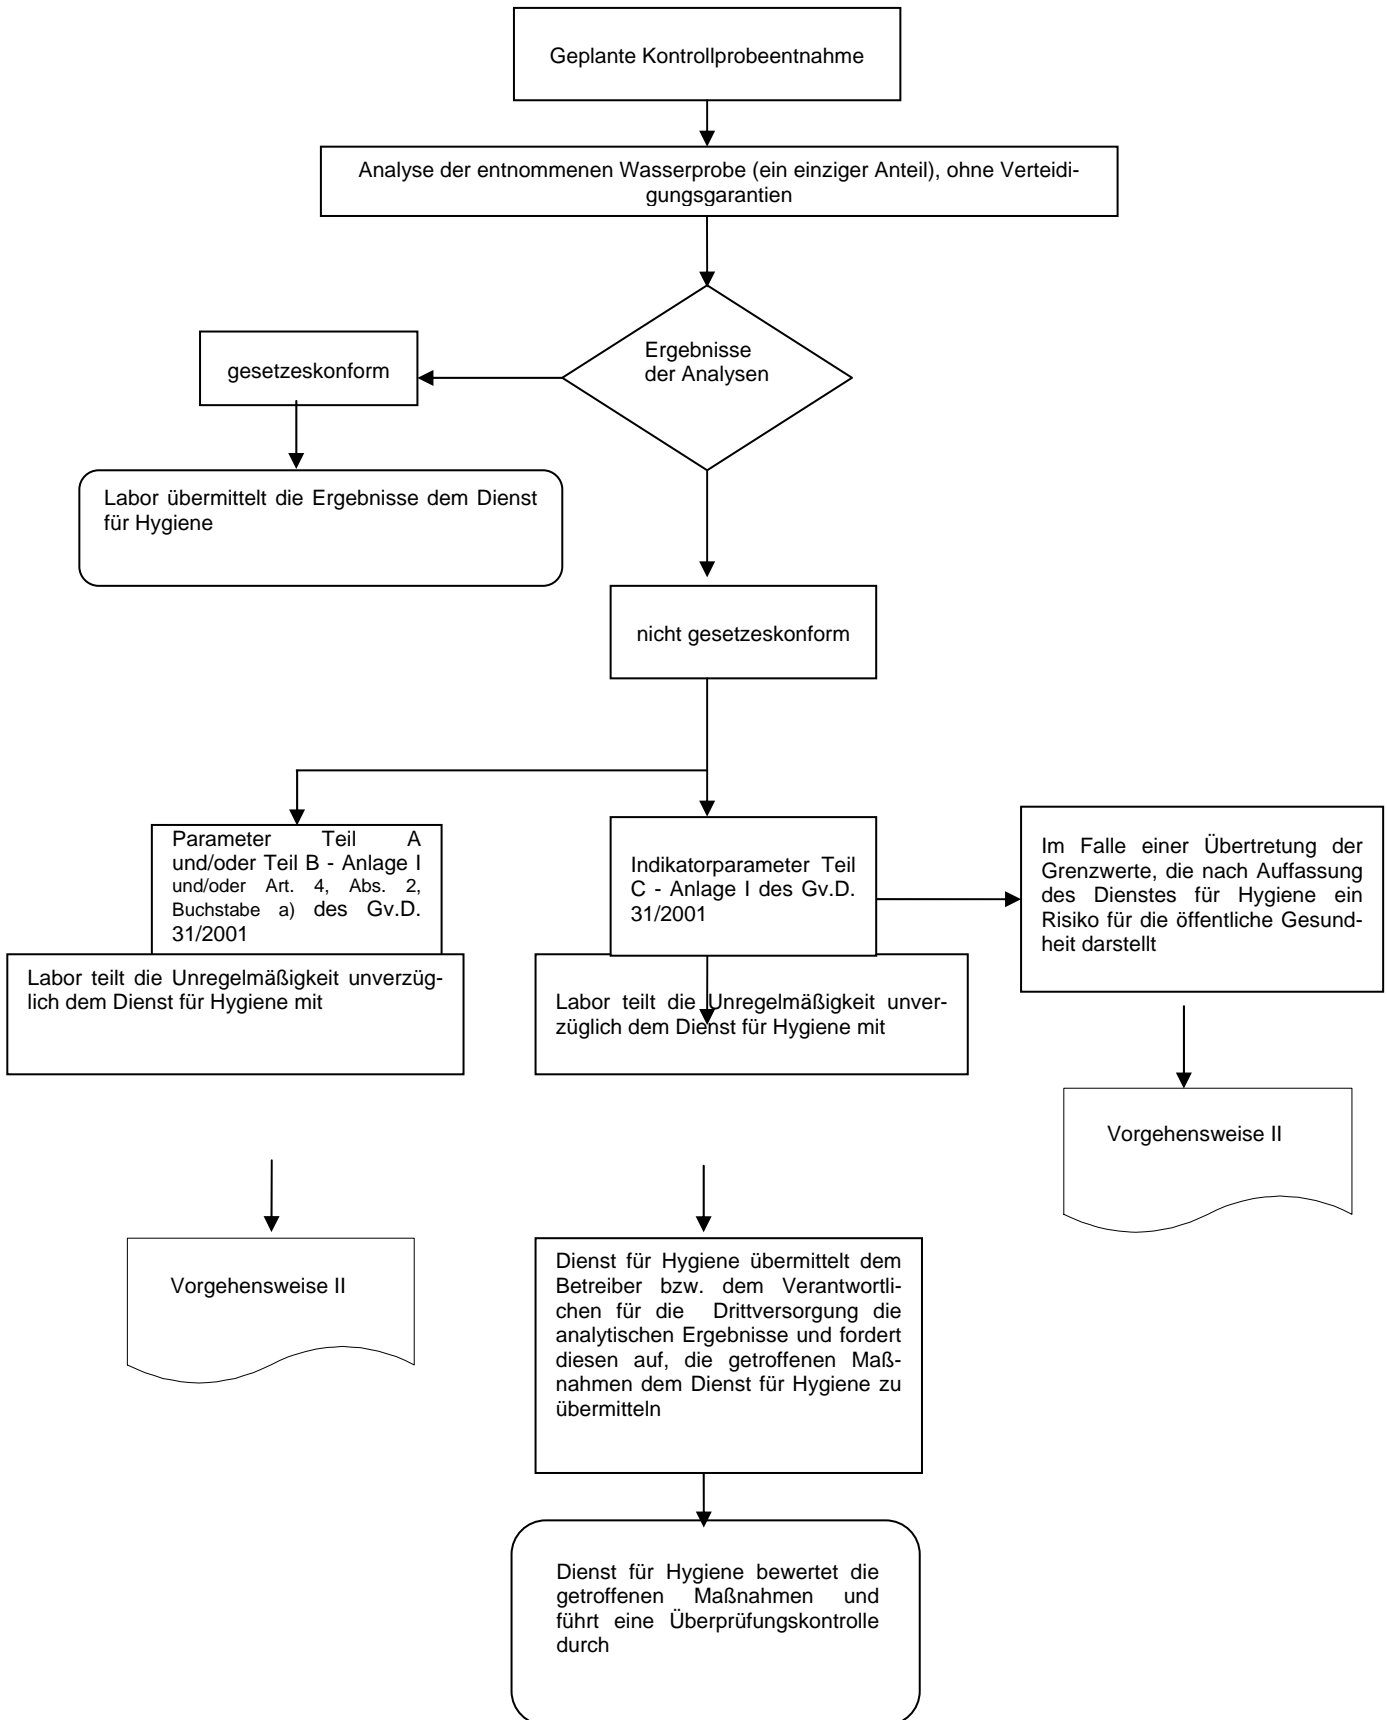 Geplante Kontrollprobeentnahme
Analyse der entnommenen Wasserprobe (ein einziger Anteil), ohne Verteidi-
gungsgarantien
Ergebnisse
der Analysen
gesetzeskonform
Labor übermittelt die Ergebnisse dem Dienst
für Hygiene
nicht gesetzeskonform
Parameter Teil A
und/oder Teil B - Anlage I
und/oder Art. 4, Abs. 2,
Buchstabe a) des Gv.D.
31/2001
Labor teilt die Unregelmäßigkeit unverzüg-
lich dem Dienst für Hygiene mit
Indikatorparameter Teil
C - Anlage I des Gv.D.
31/2001
Labor teilt die Unregelmäßigkeit unver-
züglich dem Dienst für Hygiene mit
Im Falle einer Übertretung der
Grenzwerte, die nach Auffassung
des Dienstes für Hygiene ein
Risiko für die öffentliche Gesund-
heit darstellt
Vorgehensweise II
Vorgehensweise II
Dienst für Hygiene übermittelt dem
Betreiber bzw. dem Verantwortli-
chen für die Drittversorgung die
analytischen Ergebnisse und fordert
diesen auf, die getroffenen Maß-
nahmen dem Dienst für Hygiene zu
übermitteln
Dienst für Hygiene bewertet die
getroffenen Maßnahmen und
führt eine Überprüfungskontrolle
durch